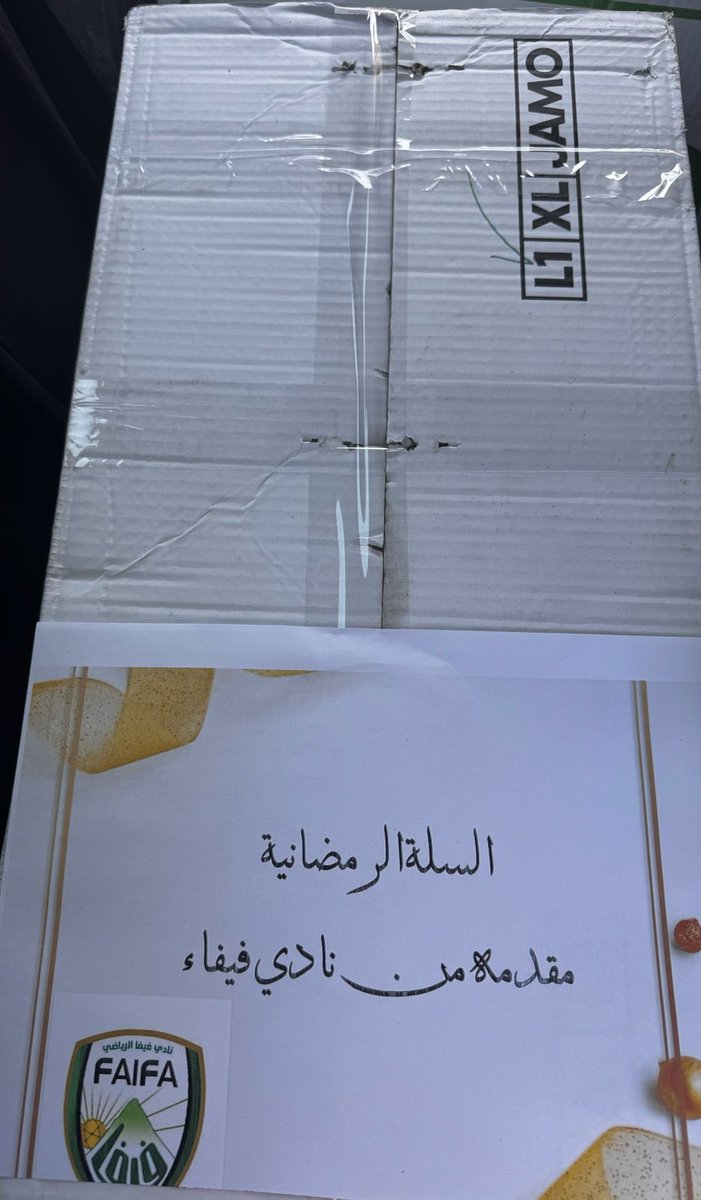 L1 XL JAMO
السلة الرمضانية
مقدمه من نادي فيفاء
نادي فيفا الرياضي
FAIFA
فيفا